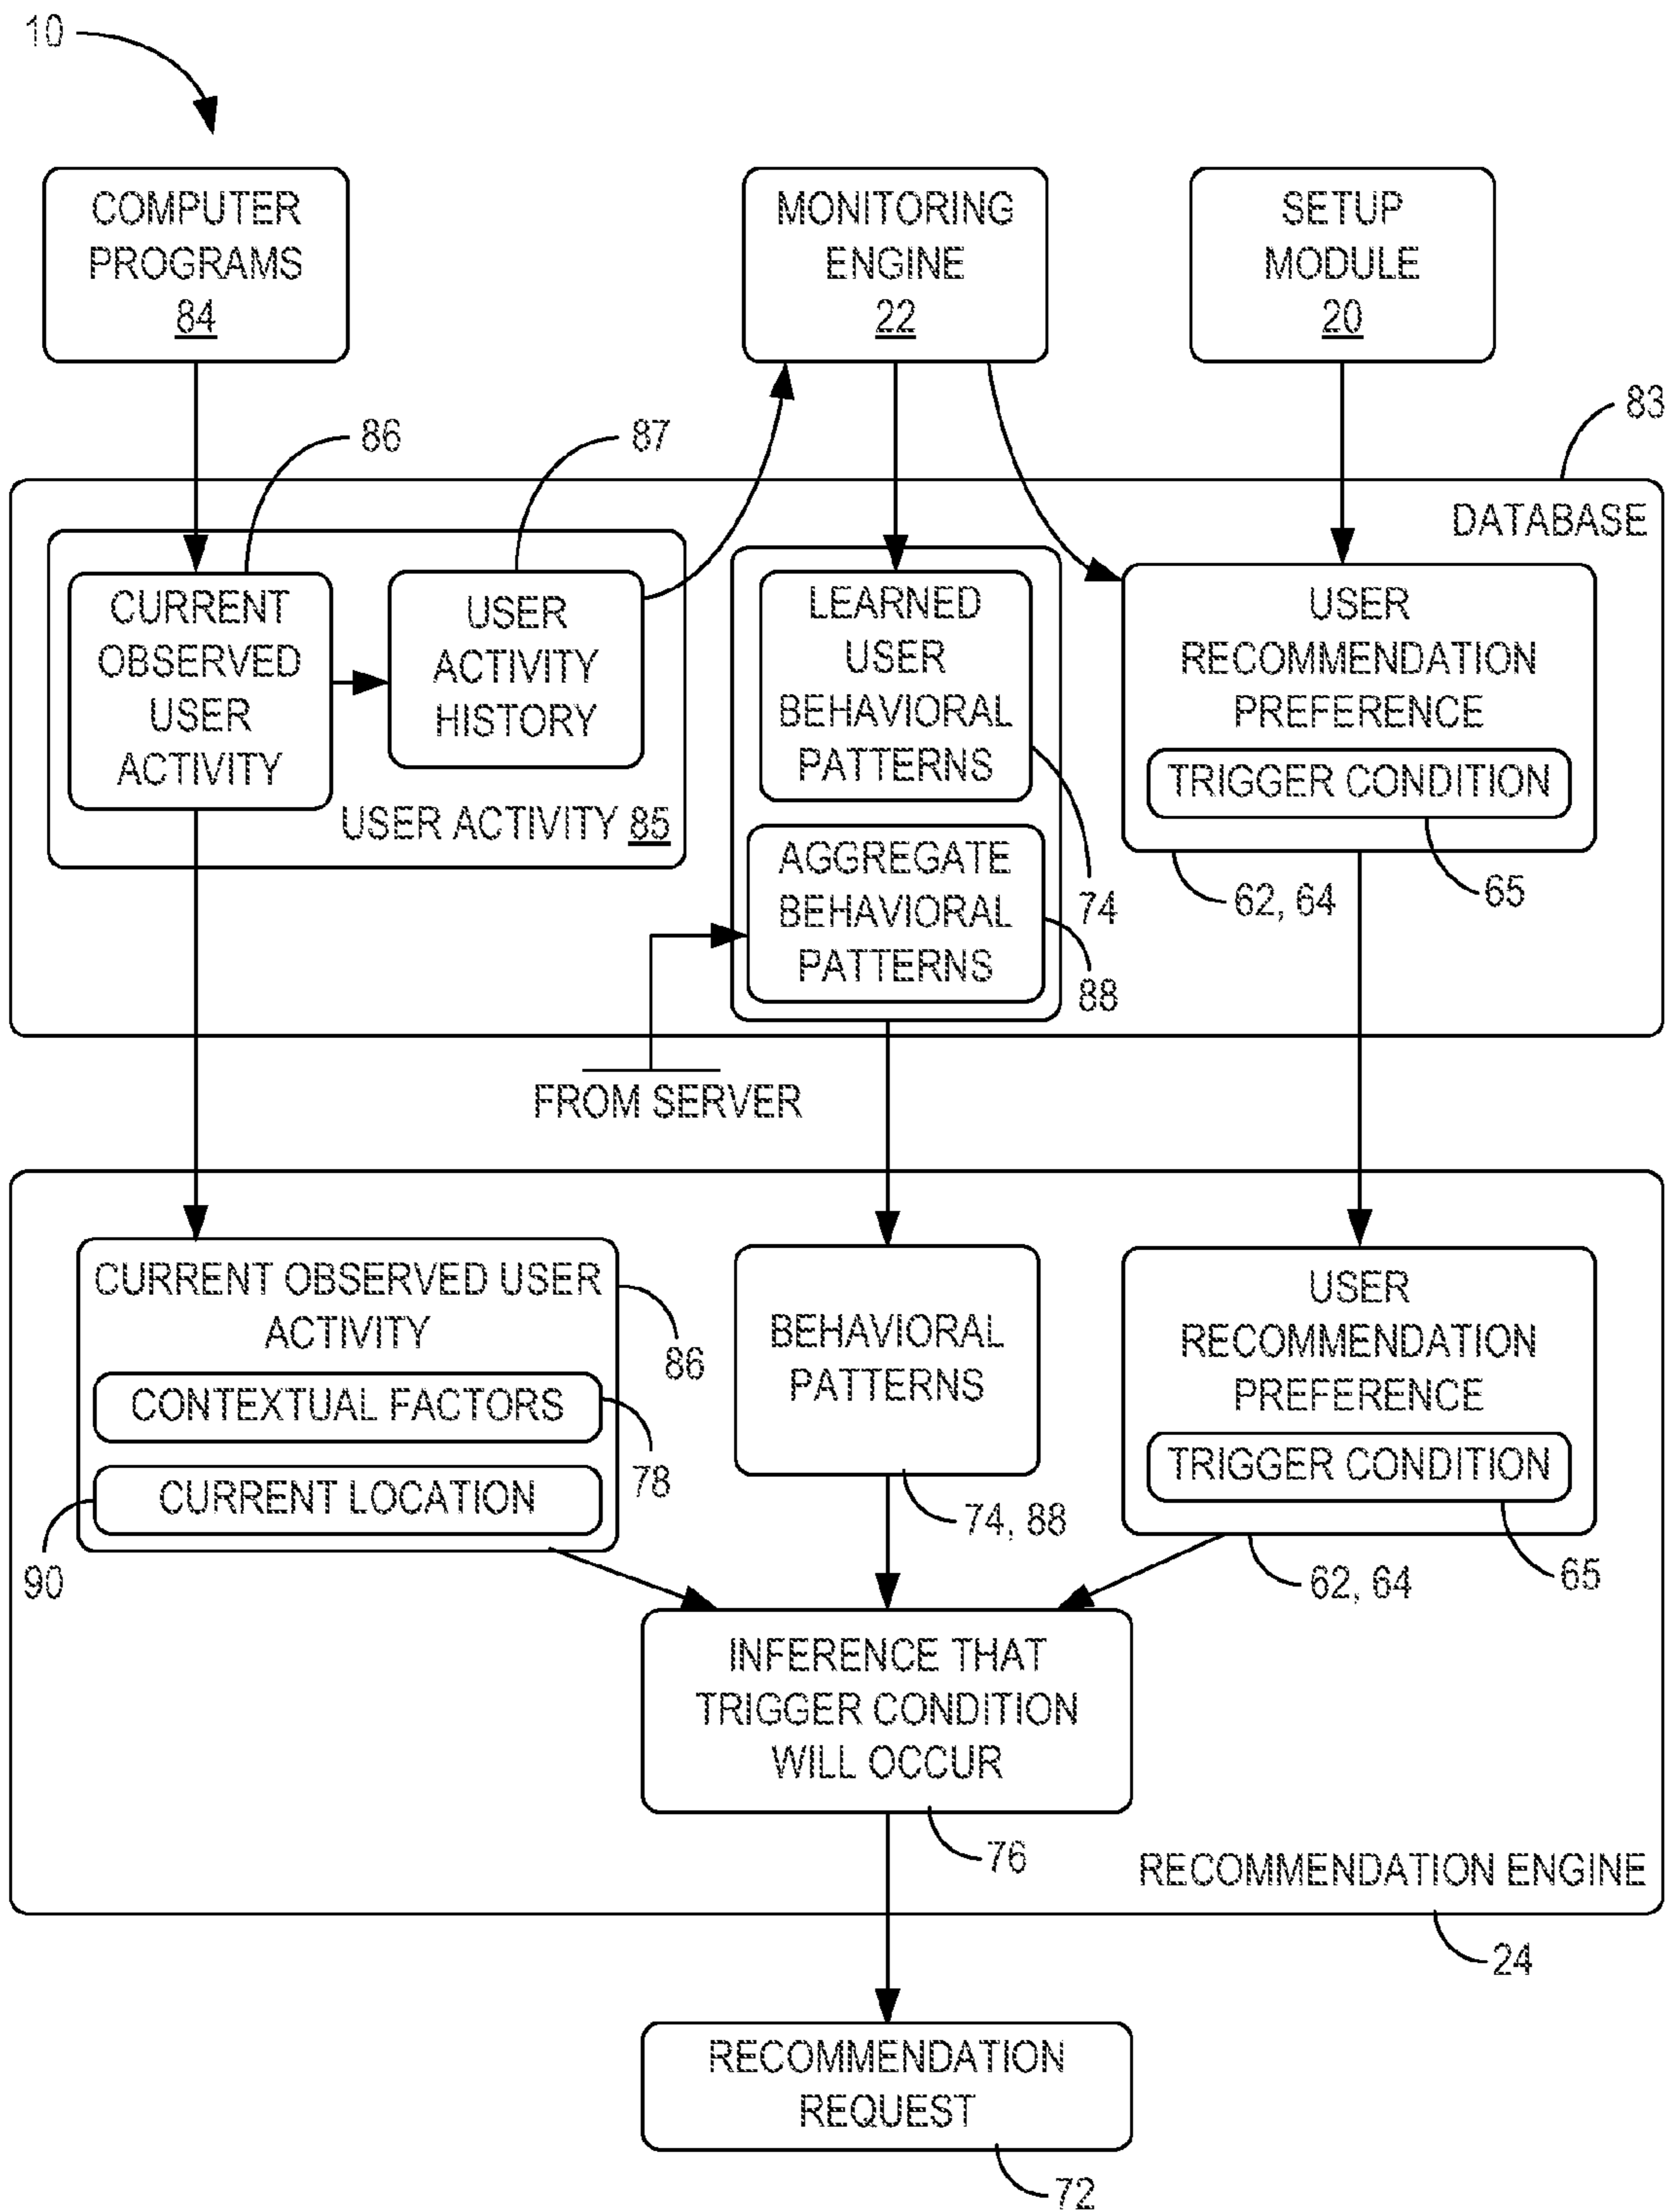 10
COMPUTER
PROGRAMS
84
MONITORING
ENGINE
22
SETUP
MODULE
20
86
87
83
DATABASE
CURRENT
OBSERVED
USER
ACTIVITY
USER
ACTIVITY
HISTORY
USER ACTIVITY 85
LEARNED
USER
BEHAVIORAL
PATTERNS
74
AGGREGATE
BEHAVIORAL
PATTERNS
88
USER
RECOMMENDATION
PREFERENCE
TRIGGER CONDITION
62, 64
65
FROM SERVER
CURRENT OBSERVED USER
ACTIVITY
86
CONTEXTUAL FACTORS
78
CURRENT LOCATION
90
BEHAVIORAL
PATTERNS
74, 88
USER
RECOMMENDATION
PREFERENCE
TRIGGER CONDITION
62, 64
65
INFERENCE THAT
TRIGGER CONDITION
WILL OCCUR
76
RECOMMENDATION ENGINE
24
RECOMMENDATION
REQUEST
72